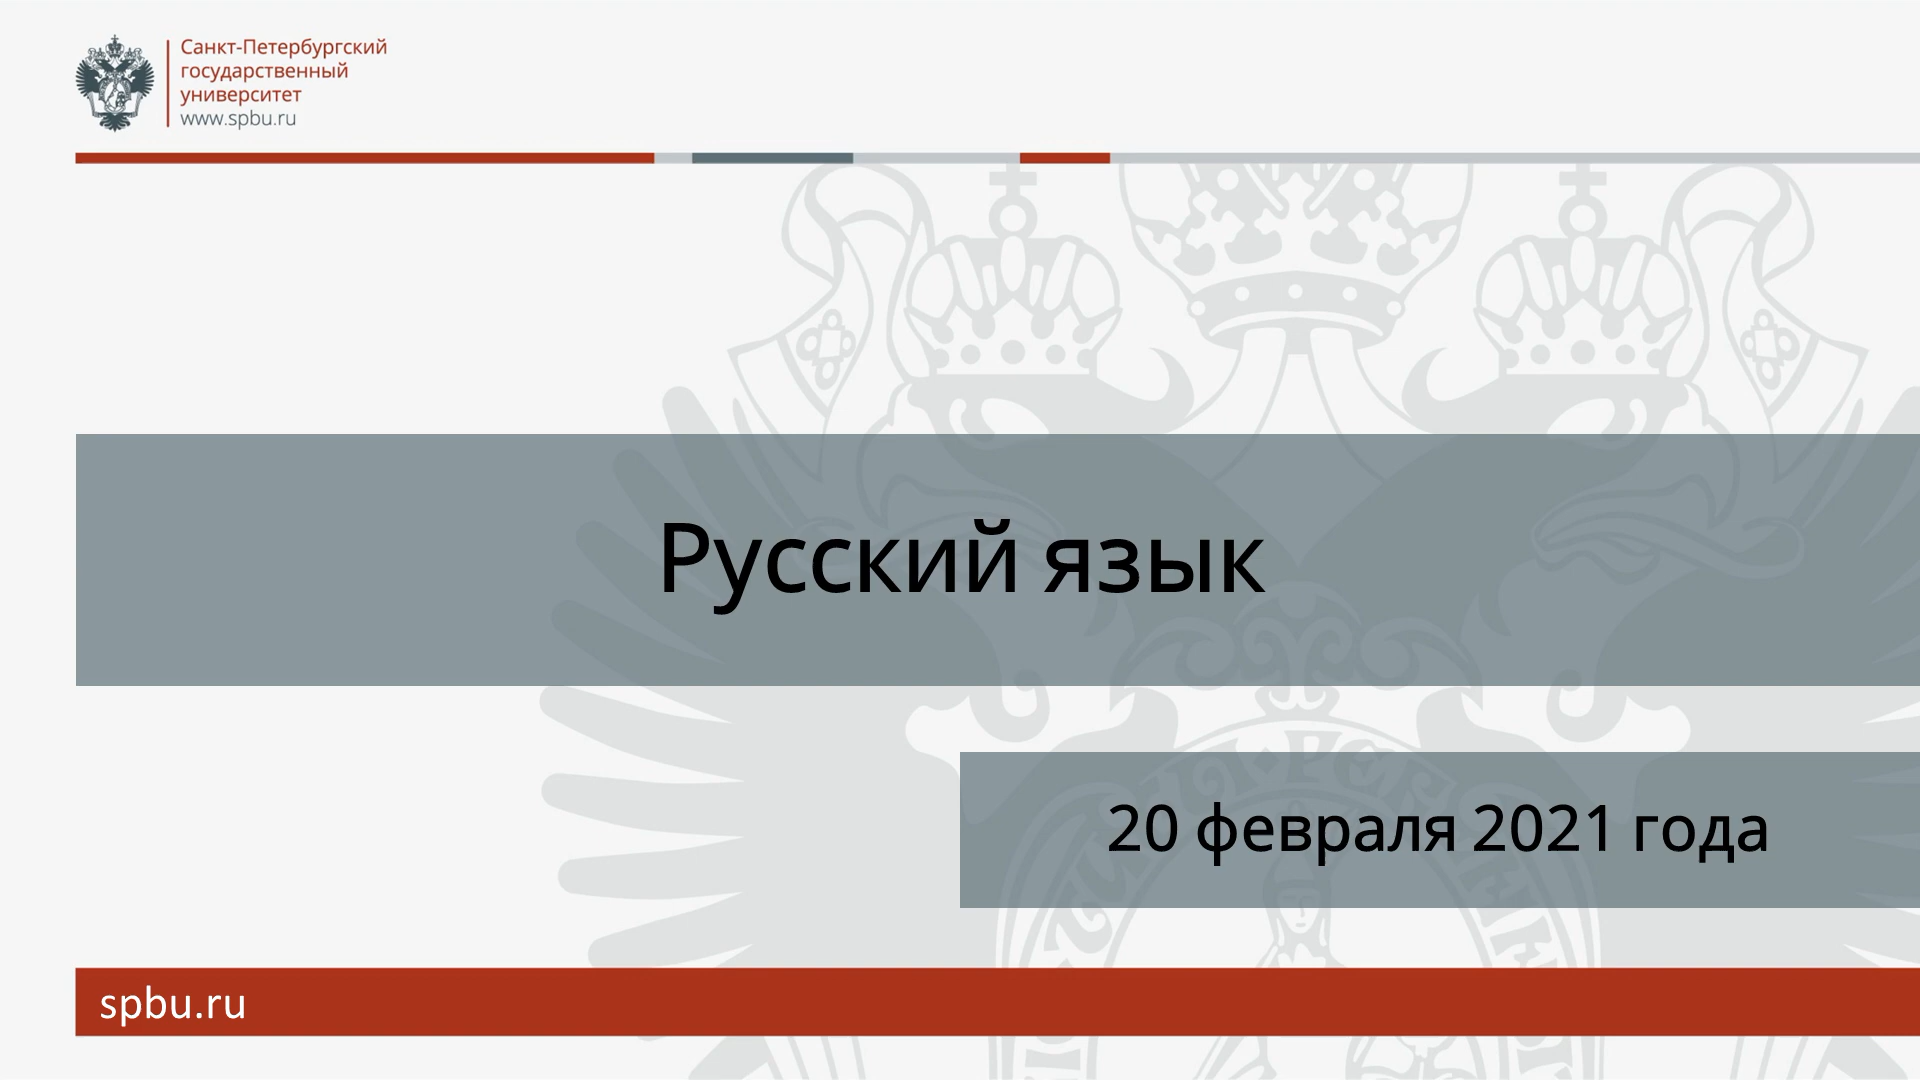 Санкт-Петербургский
государственный
университет
www.spbu.ru
Русский язык
20 февраля 2021 года
spbu.ru